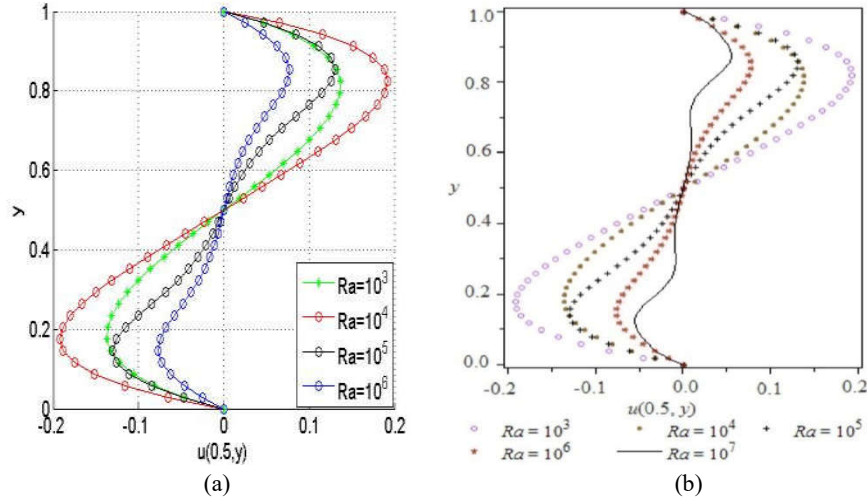 1
0.8
0.6
0.4
0.2
0
y
-0.2 -0.1 0 0.1 0.2
u(0.5,y)
Ra=10³
Ra=10⁴
Ra=10⁵
Ra=10⁶
(a)
1.0
0.8
0.6
y
0.4
0.2
0.0
-0.2 -0.1 0.0 0.1 0.2
u(0.5, y)
Ra = 10³ Ra = 10⁴ Ra = 10⁵
Ra = 10⁶ Ra = 10⁷
(b)